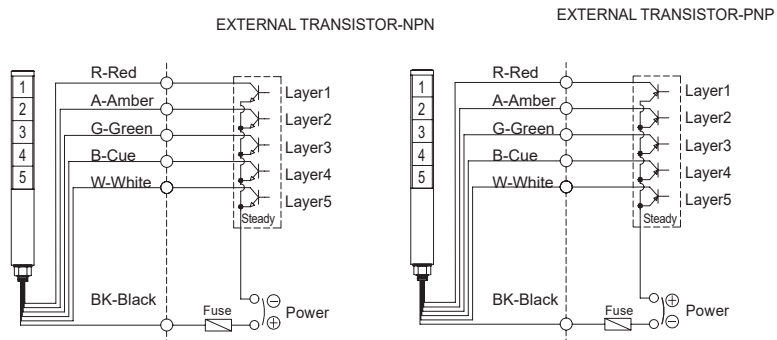 EXTERNAL TRANSISTOR-NPN
R-Red
1
2
3
4
5
A-Amber
G-Green
B-Cue
W-White
Layer1
Layer2
Layer3
Layer4
Layer5
Steady
BK-Black
Fuse
⊖
⊕
Power
EXTERNAL TRANSISTOR-PNP
R-Red
1
2
3
4
5
A-Amber
G-Green
B-Cue
W-White
Layer1
Layer2
Layer3
Layer4
Layer5
Steady
BK-Black
Fuse
⊕
⊖
Power